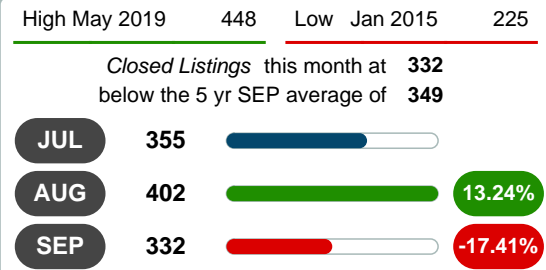 High May 2019 448 Low Jan 2015 225
Closed Listings this month at 332
below the 5 yr SEP average of 349
JUL 355
AUG 402 13.24%
SEP 332 -17.41%